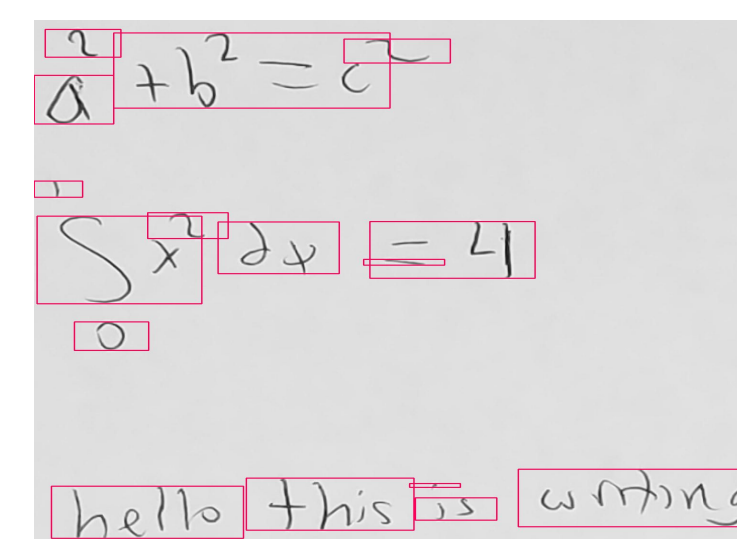 a² + b² = c²
∫₀¹ x² dx = 4
hello this is writing